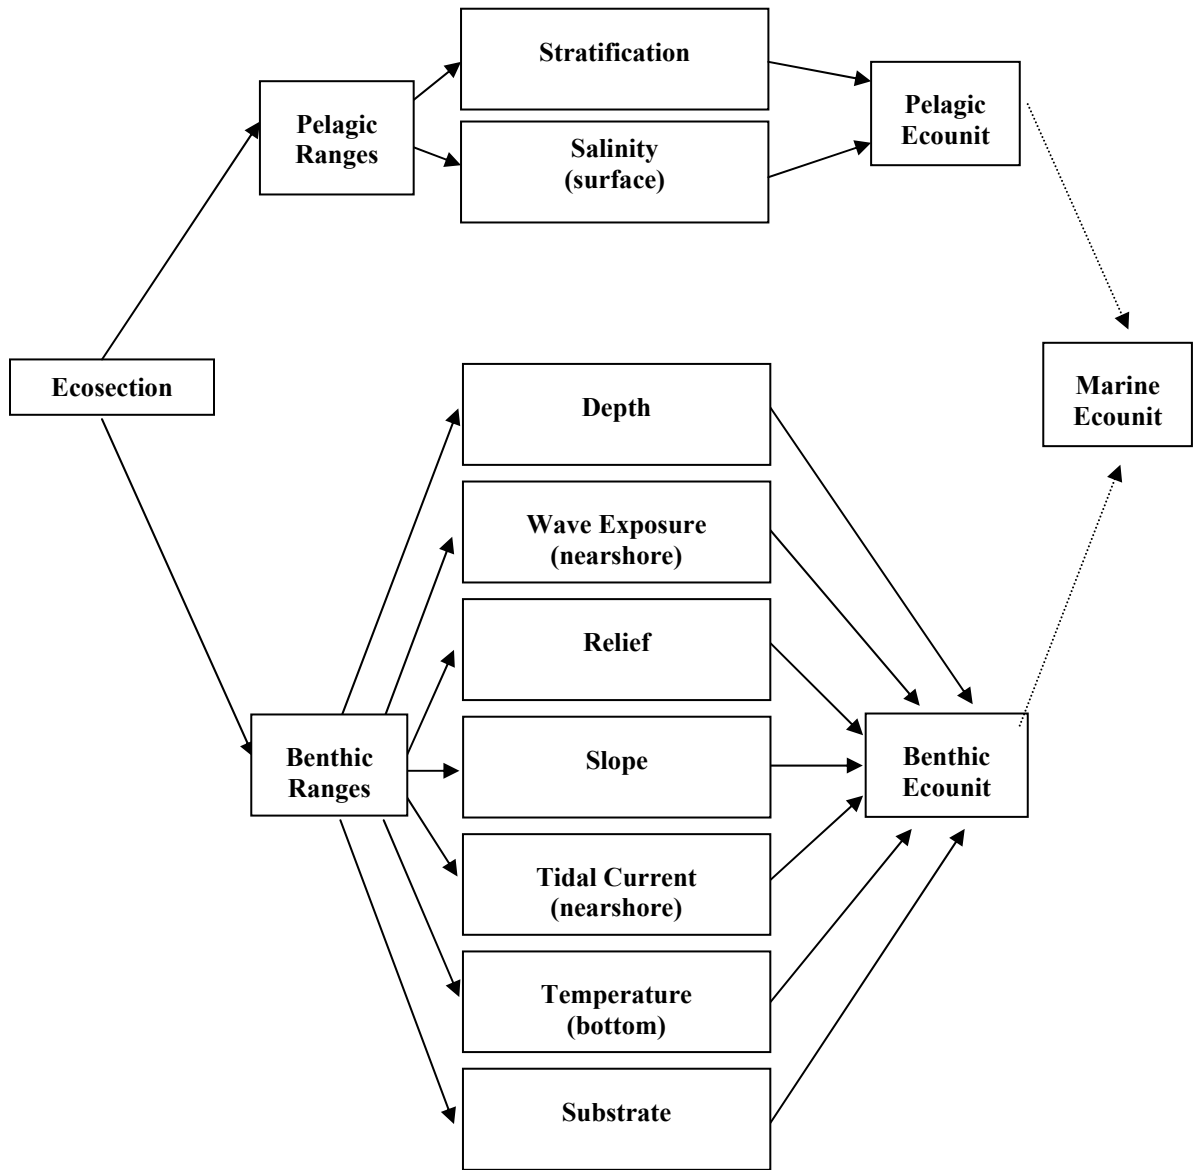 Stratification
Pelagic
Ranges
Salinity
(surface)
Pelagic
Ecounit
Ecosection
Marine
Ecounit
Depth
Wave Exposure
(nearshore)
Relief
Benthic
Ranges
Slope
Benthic
Ecounit
Tidal Current
(nearshore)
Temperature
(bottom)
Substrate